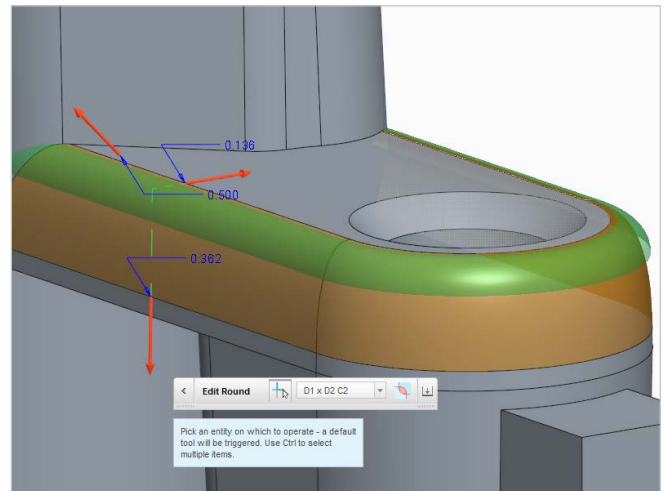 0.136
0.500
0.362
< Edit Round D1 x D2 C2
Pick an entity on which to operate - a default
tool will be triggered. Use Ctrl to select
multiple items.